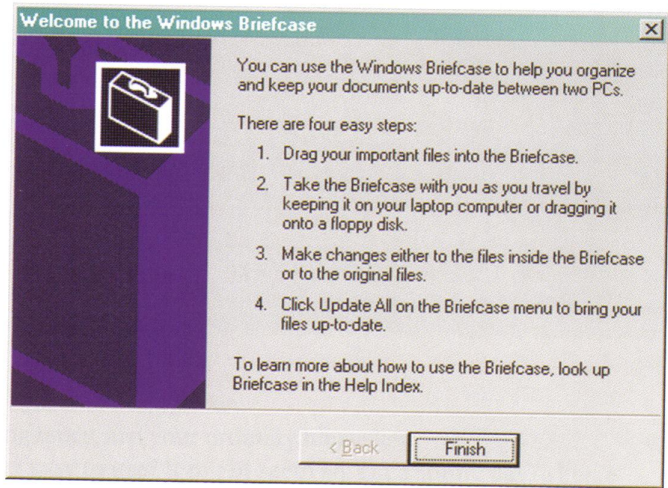 Welcome to the Windows Briefcase
You can use the Windows Briefcase to help you organize
and keep your documents up-to-date between two PCs.
There are four easy steps:
1. Drag your important files into the Briefcase.
2. Take the Briefcase with you as you travel by
keeping it on your laptop computer or dragging it
onto a floppy disk.
3. Make changes either to the files inside the Briefcase
or to the original files.
4. Click Update All on the Briefcase menu to bring your
files up-to-date.
To learn more about how to use the Briefcase, look up
Briefcase in the Help Index.
< Back Finish